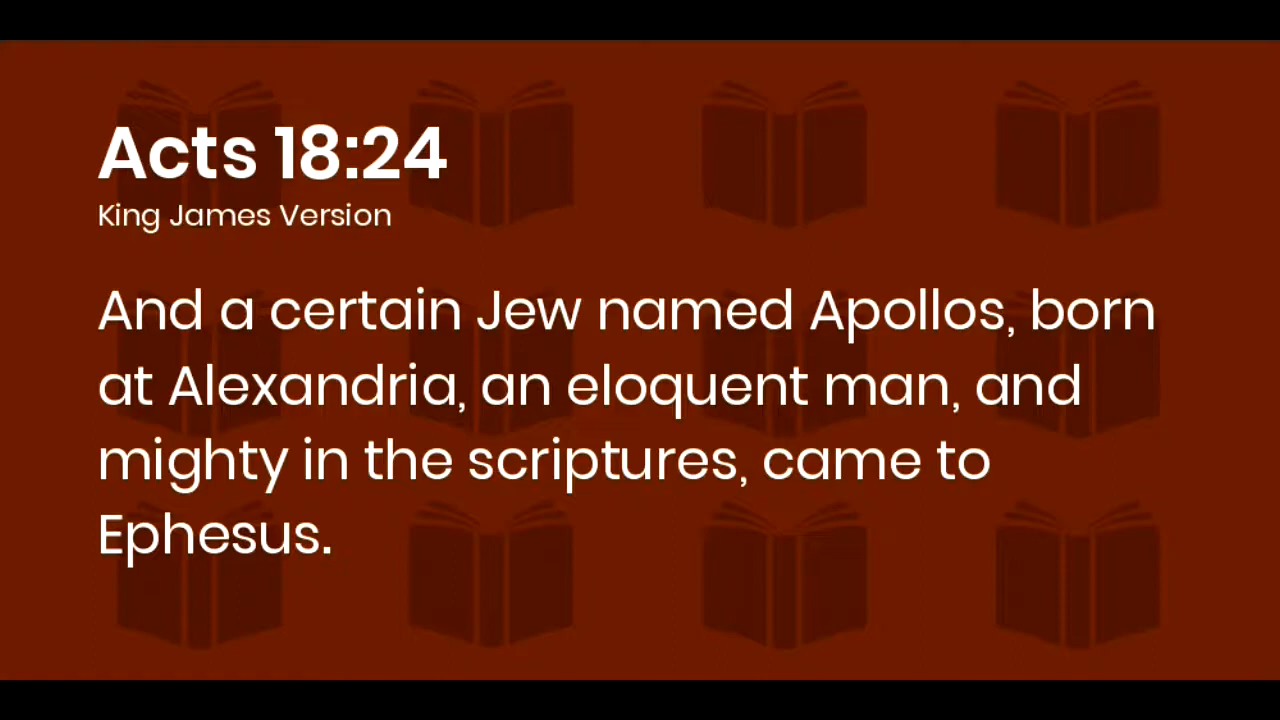 Acts 18:24
King James Version
And a certain Jew named Apollos, born
at Alexandria, an eloquent man, and
mighty in the scriptures, came to
Ephesus.